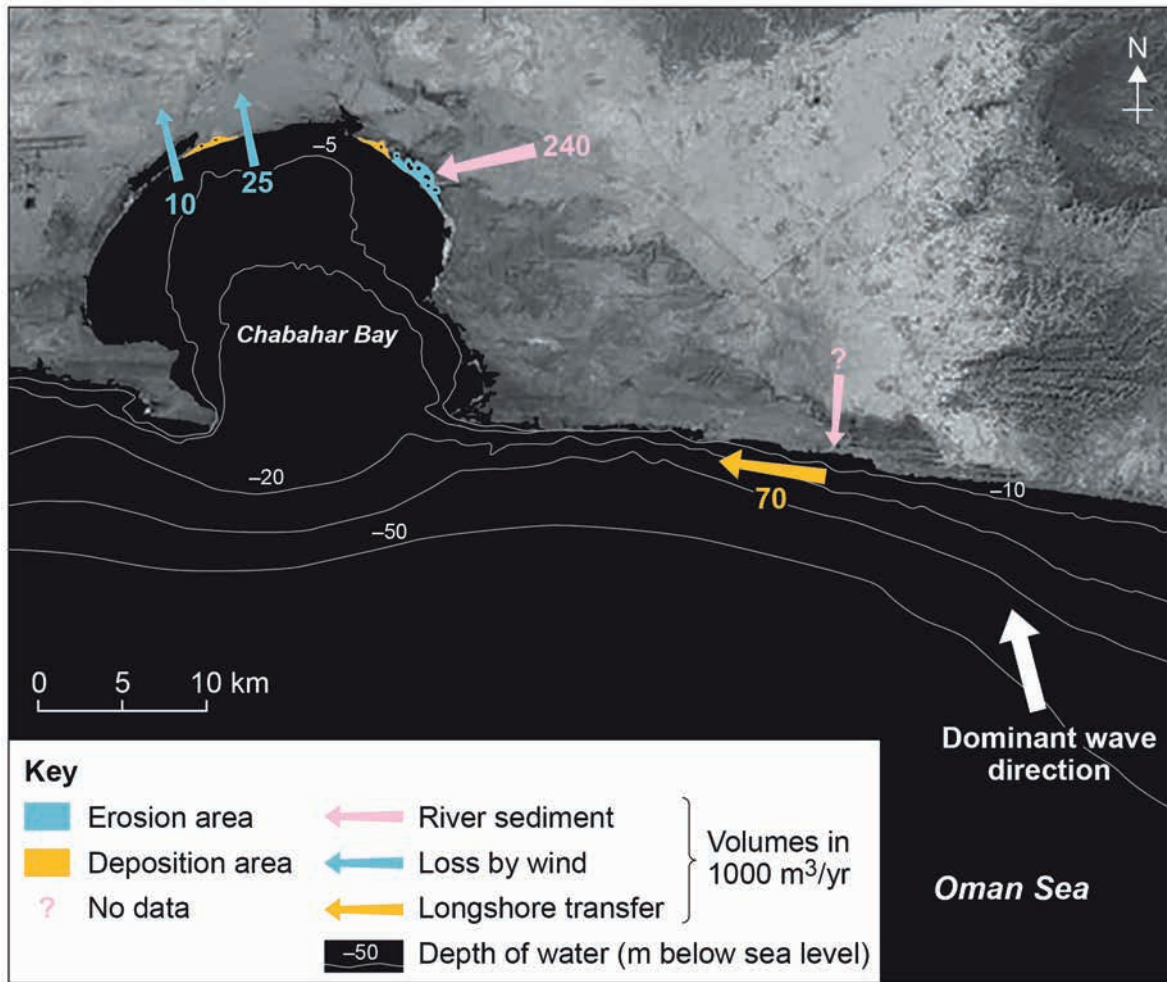 N
–5
240
25
10
Chabahar Bay
?
–20
70
–10
–50
0 5 10 km
Dominant wave
direction
Oman Sea
Key
Erosion area
Deposition area
? No data
River sediment
Loss by wind
Longshore transfer
Volumes in
1000 m³/yr
–50 Depth of water (m below sea level)